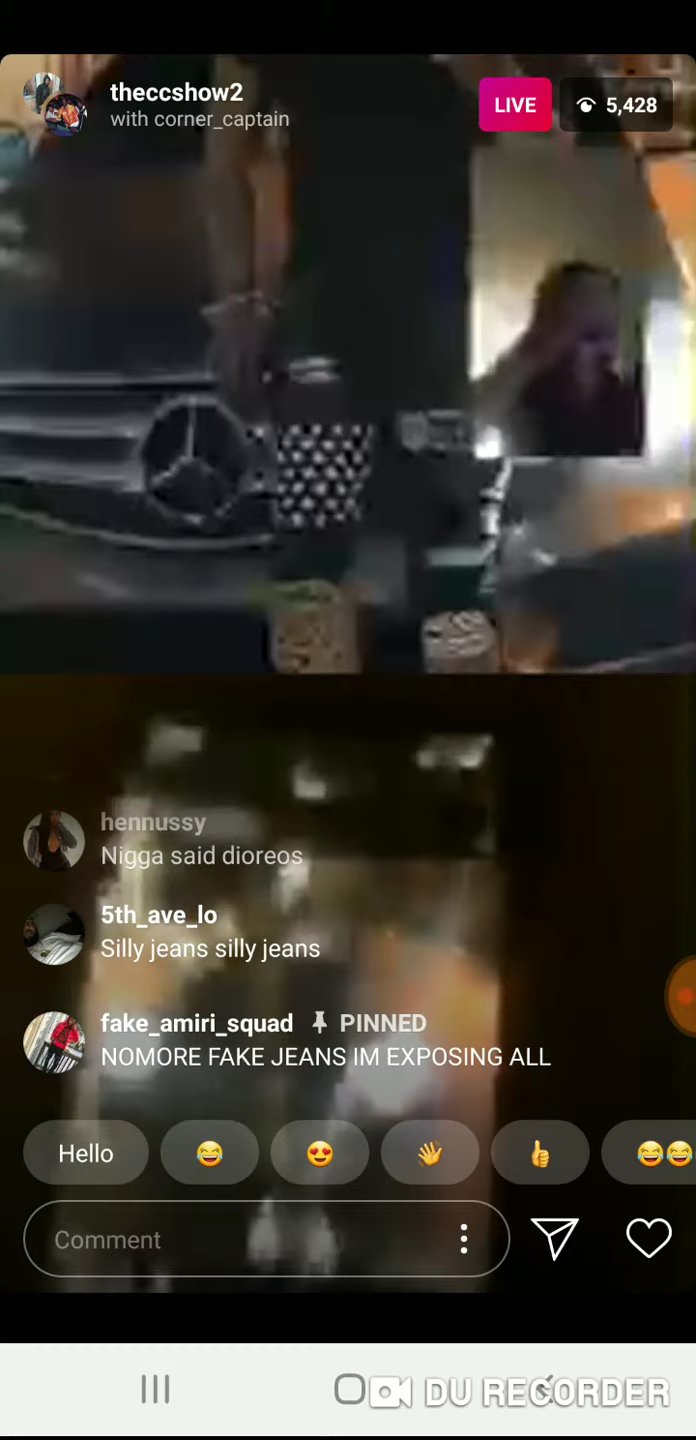 theccshow2
with corner_captain
LIVE
5,428
hennussy
Nigga said dioreos
5th_ave_lo
Silly jeans silly jeans
fake_amiri_squad PINNED
NOMORE FAKE JEANS IM EXPOSING ALL
Hello
Comment
DU RECORDER